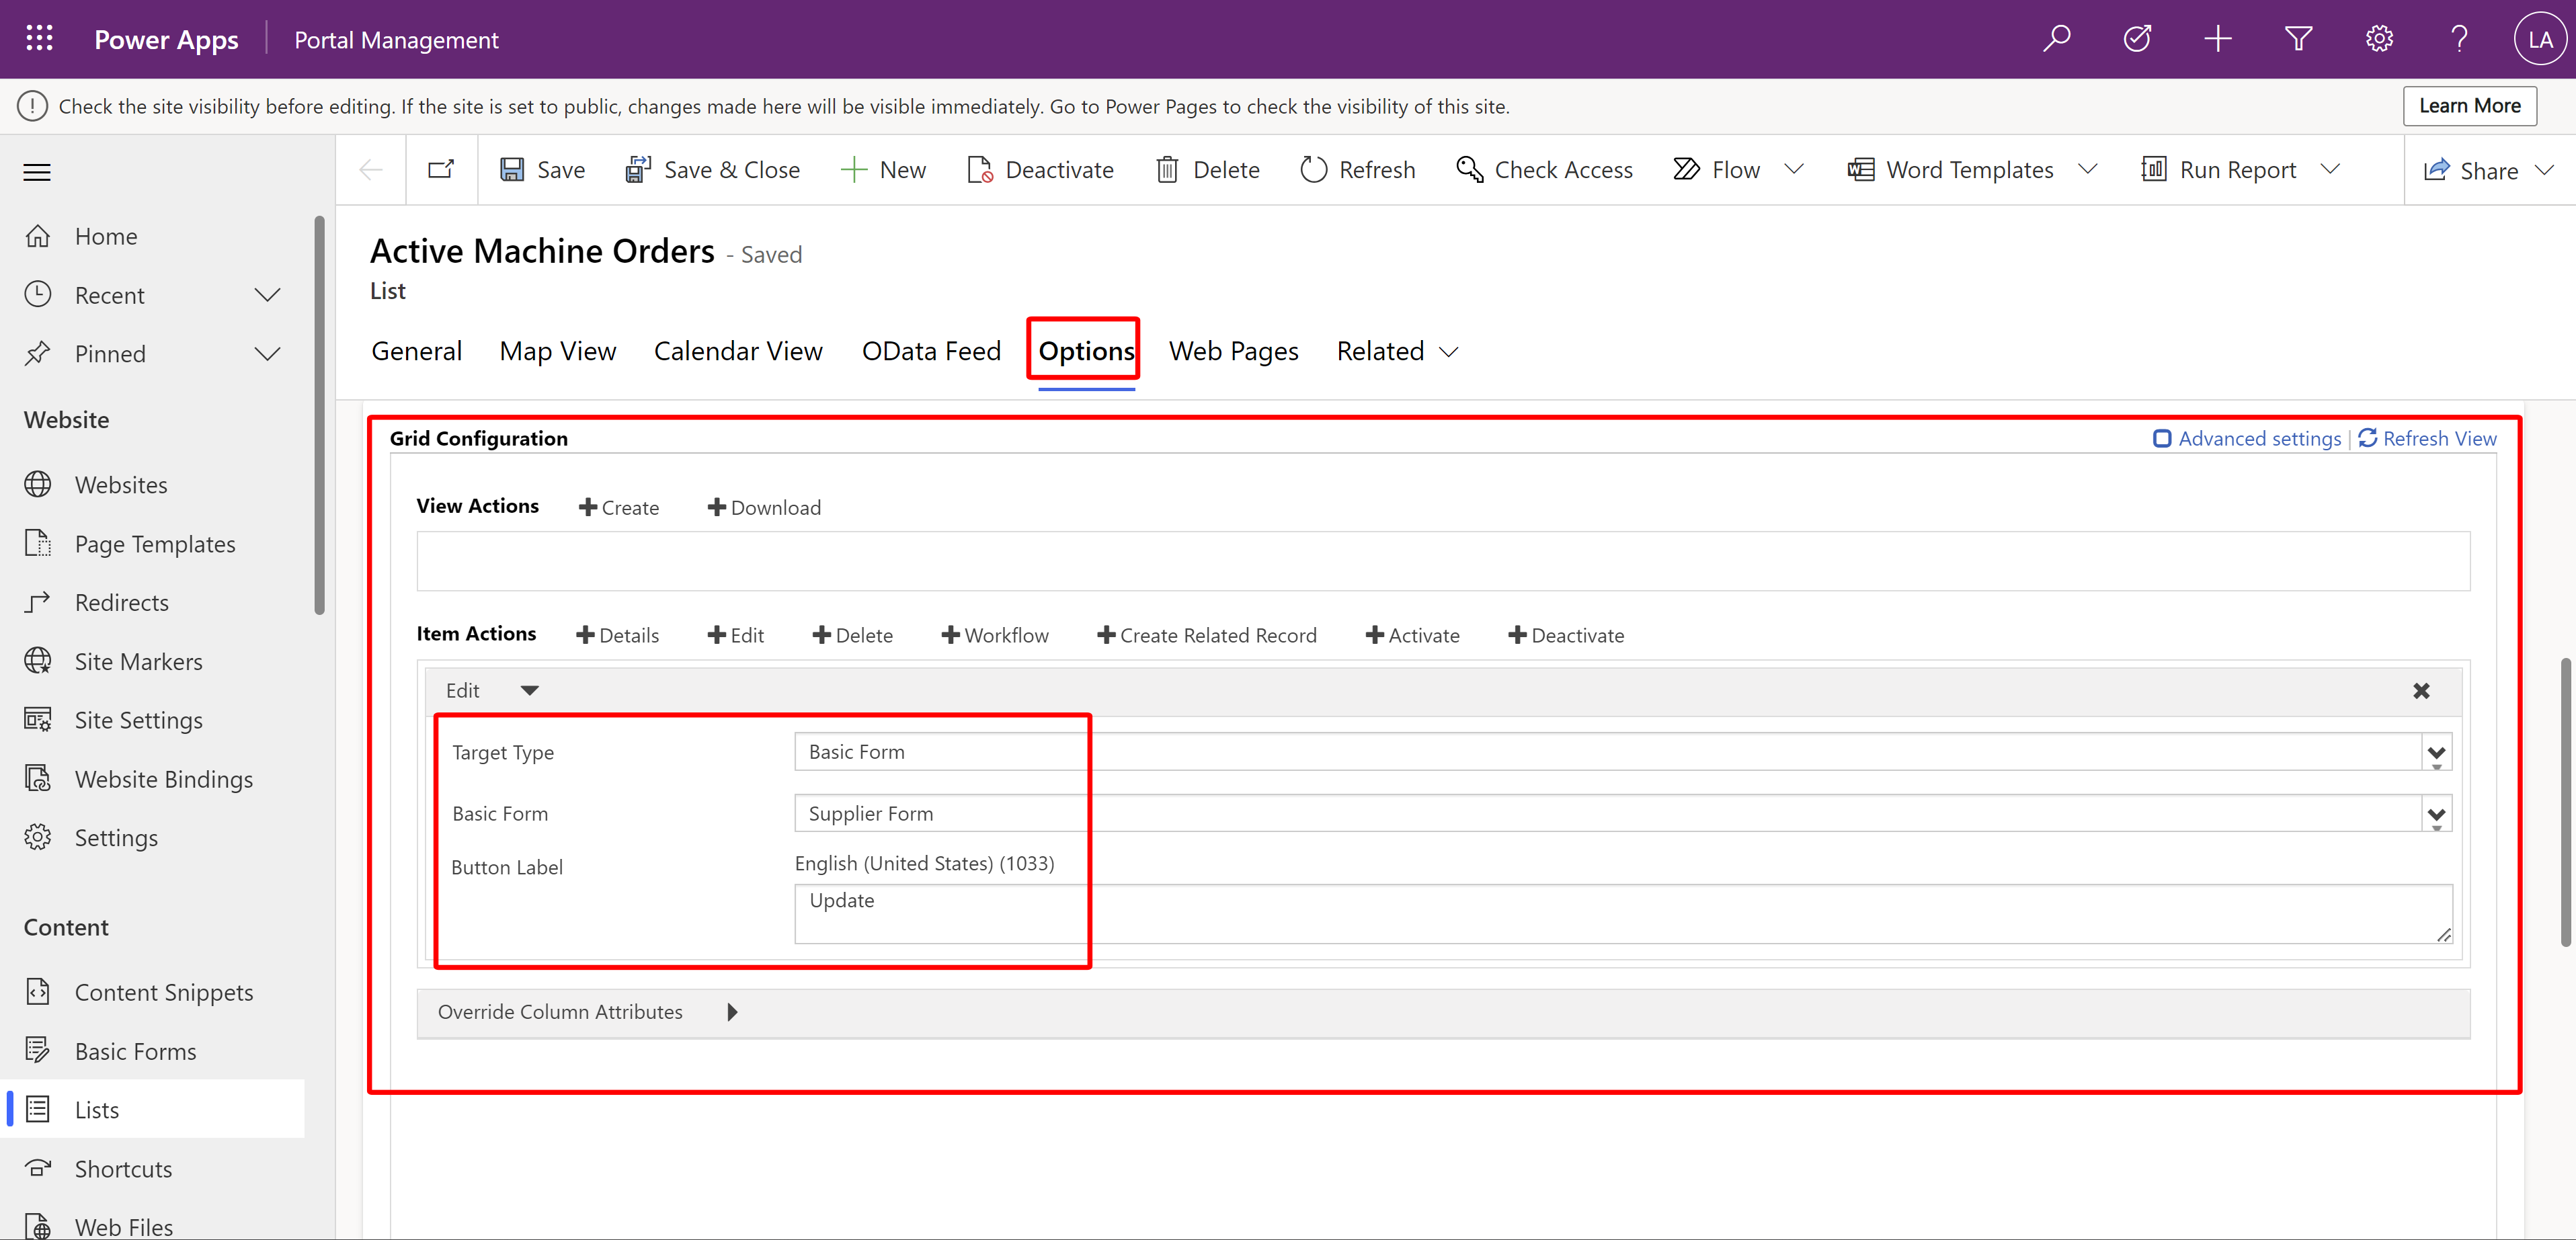 Power Apps Portal Management LA
Check the site visibility before editing. If the site is set to public, changes made here will be visible immediately. Go to Power Pages to check the visibility of this site. Learn More
Save Save & Close New Deactivate Delete Refresh Check Access Flow Word Templates Run Report Share
Home
Recent
Pinned
Website
Websites
Page Templates
Redirects
Site Markers
Site Settings
Website Bindings
Settings
Content
Content Snippets
Basic Forms
Lists
Shortcuts
Web Files
Active Machine Orders - Saved
List
General Map View Calendar View OData Feed Options Web Pages Related
Grid Configuration Advanced settings | Refresh View
View Actions Create Download
Item Actions Details Edit Delete Workflow Create Related Record Activate Deactivate
Edit
Target Type Basic Form
Basic Form Supplier Form
Button Label English (United States) (1033)
Update
Override Column Attributes